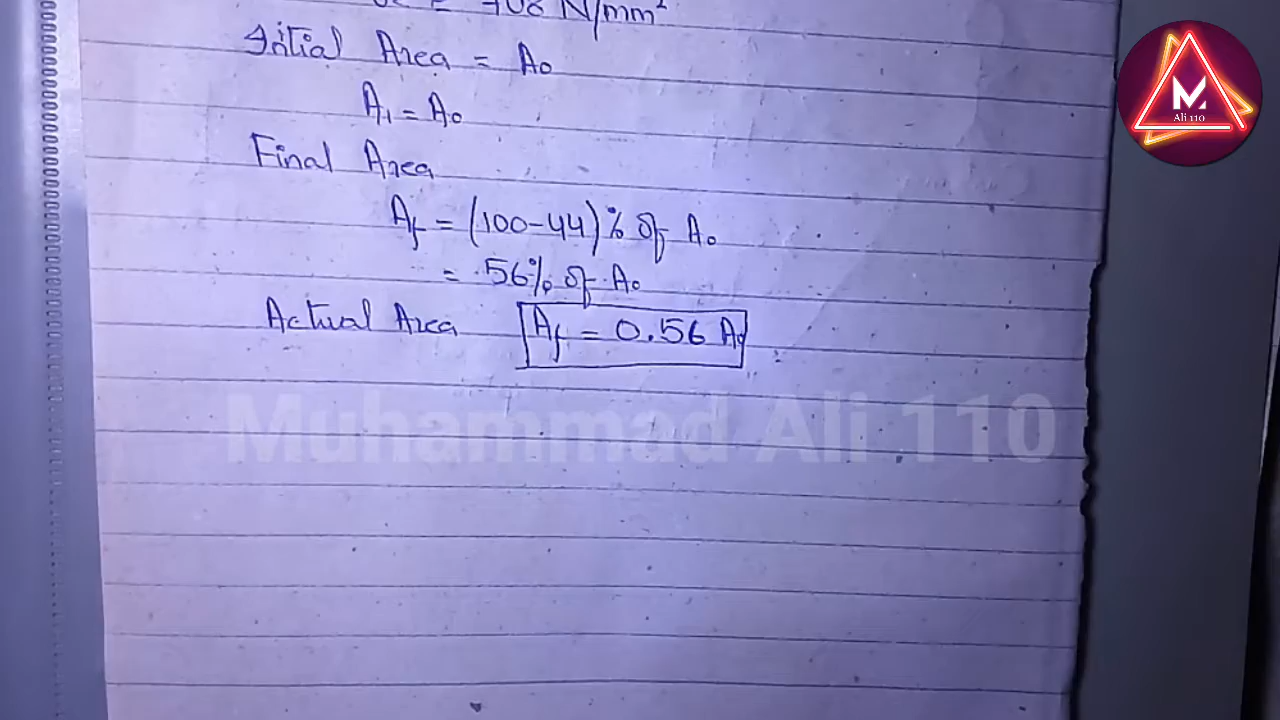 N/mm²
Initial Area = A₀
A₁ = A₀
Final Area
A_f = (100-44)% of A₀
= 56% of A₀
Actual Area A_f = 0.56 A₀
Muhammad Ali 110
M
Ali 110